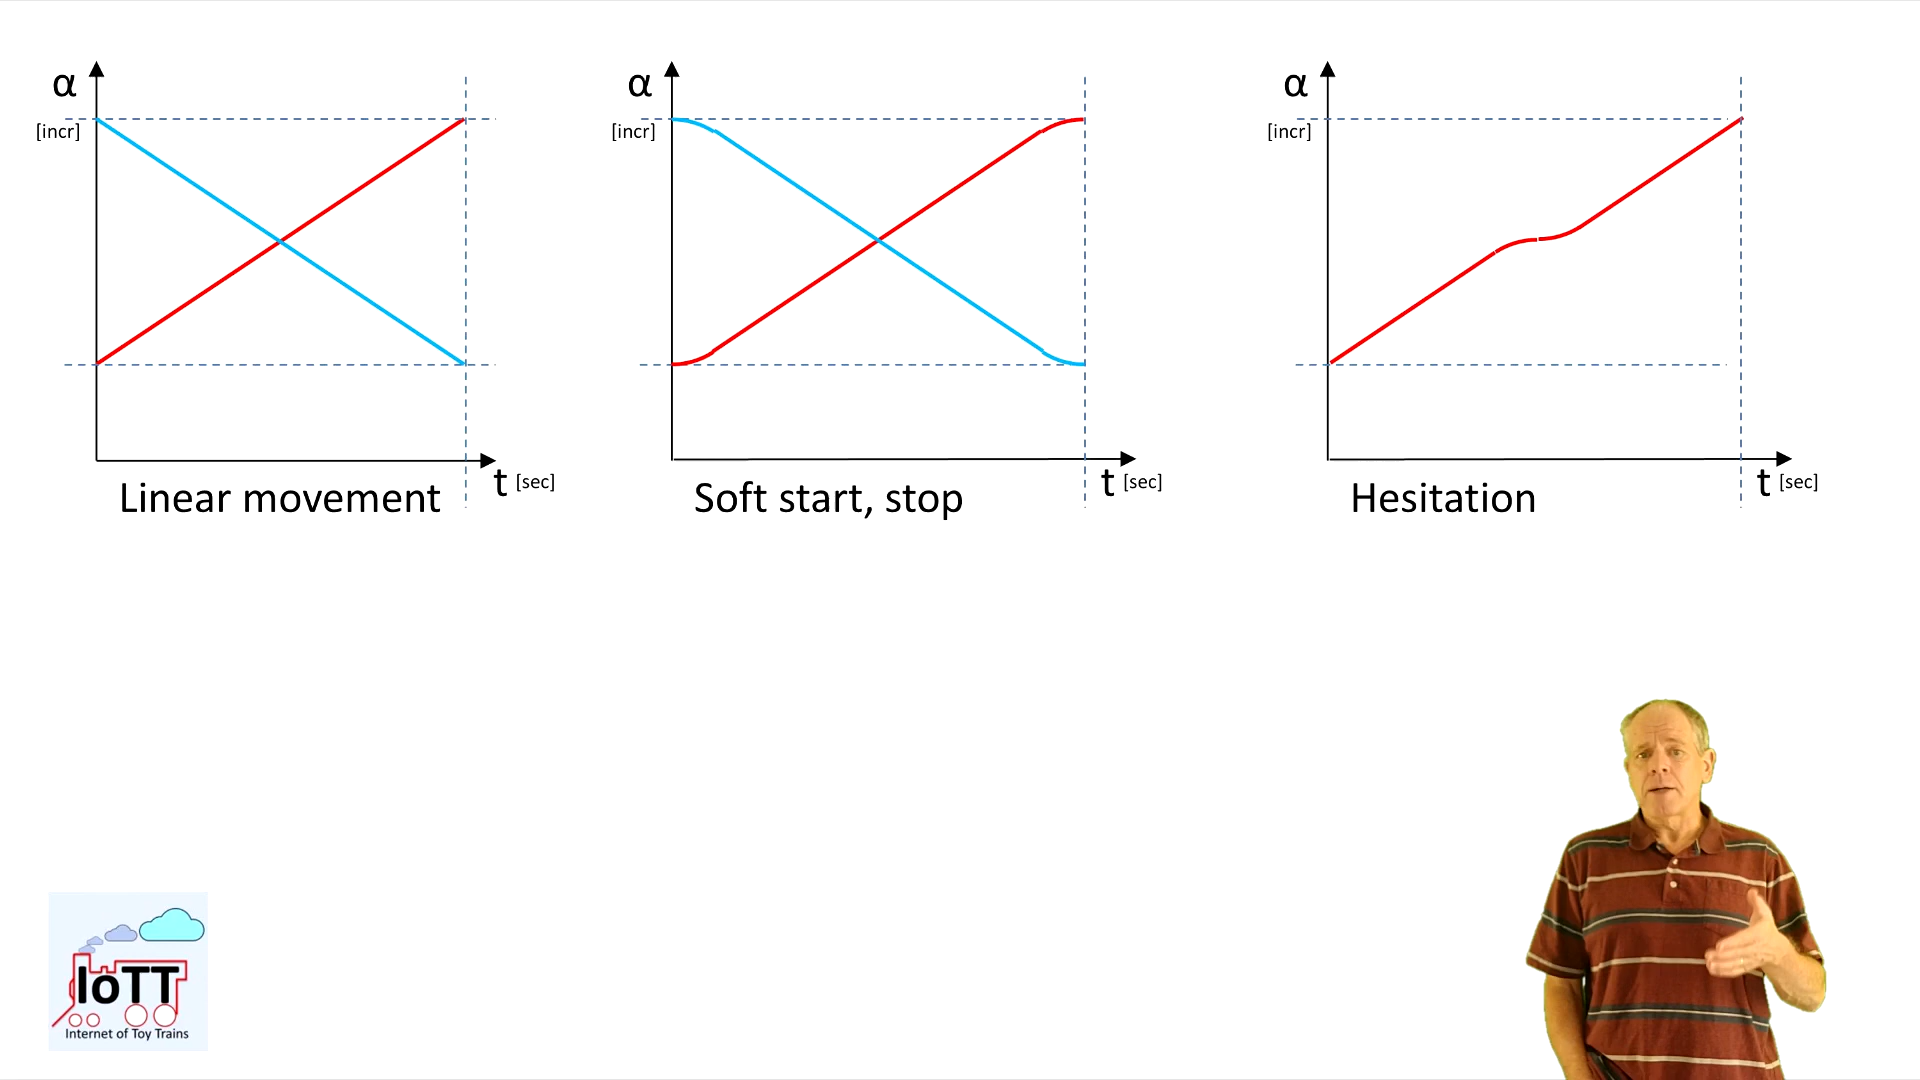 α
[incr]
t [sec]
Linear movement
α
[incr]
t [sec]
Soft start, stop
α
[incr]
t [sec]
Hesitation
IoTT
Internet of Toy Trains